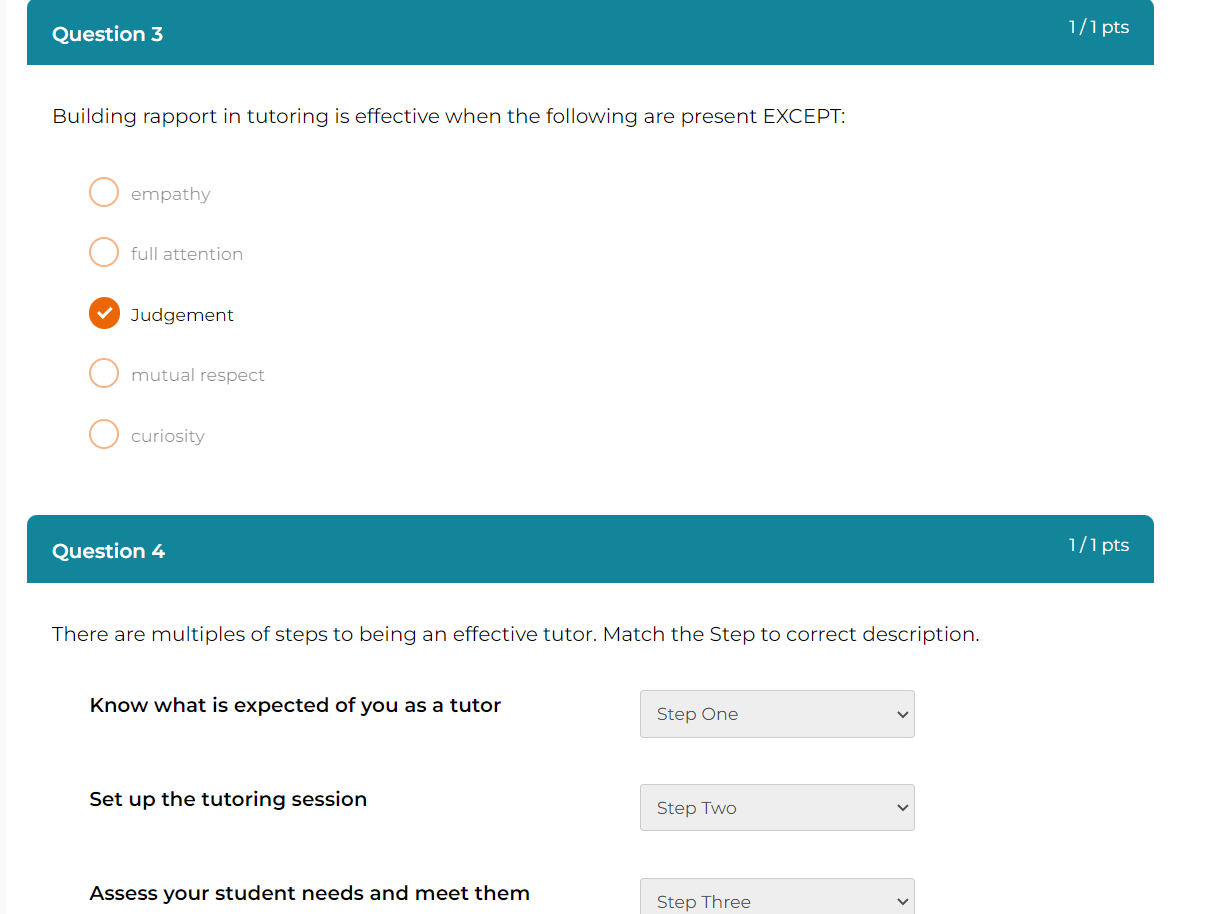 Question 3
1 / 1 pts
Building rapport in tutoring is effective when the following are present EXCEPT:
empathy
full attention
Judgement
mutual respect
curiosity
Question 4
1 / 1 pts
There are multiples of steps to being an effective tutor. Match the Step to correct description.
Know what is expected of you as a tutor
Step One
Set up the tutoring session
Step Two
Assess your student needs and meet them
Step Three